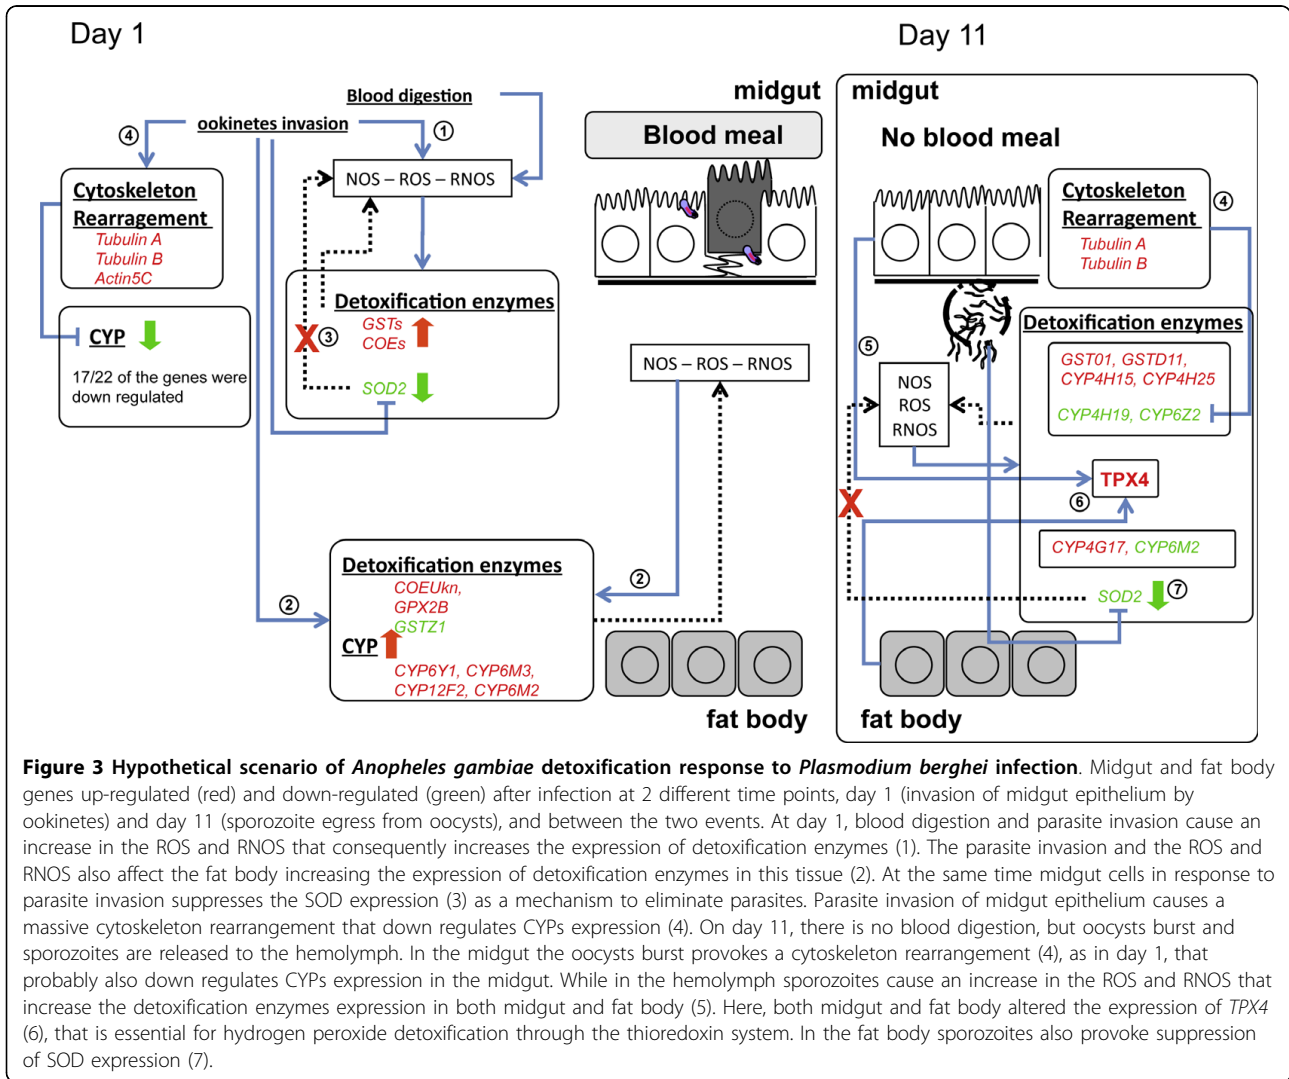 Day 1
Day 11
Blood digestion
ookinetes invasion
④
①
NOS – ROS – RNOS
Cytoskeleton
Rearragement
Tubulin A
Tubulin B
Actin5C
CYP
17/22 of the genes were
down regulated
Detoxification enzymes
GSTs
COEs
X
③
SOD2
midgut
Blood meal
NOS – ROS – RNOS
②
②
Detoxification enzymes
COEUkn,
GPX2B
GSTZ1
CYP
CYP6Y1, CYP6M3,
CYP12F2, CYP6M2
fat body
midgut
No blood meal
Cytoskeleton
Rearragement
Tubulin A
Tubulin B
④
Detoxification enzymes
GST01, GSTD11,
CYP4H15, CYP4H25
CYP4H19, CYP6Z2
⑤
NOS
ROS
RNOS
TPX4
⑥
X
CYP4G17, CYP6M2
SOD2
⑦
fat body
Figure 3 Hypothetical scenario of Anopheles gambiae detoxification response to Plasmodium berghei infection. Midgut and fat body
genes up-regulated (red) and down-regulated (green) after infection at 2 different time points, day 1 (invasion of midgut epithelium by
ookinetes) and day 11 (sporozoite egress from oocysts), and between the two events. At day 1, blood digestion and parasite invasion cause an
increase in the ROS and RNOS that consequently increases the expression of detoxification enzymes (1). The parasite invasion and the ROS and
RNOS also affect the fat body increasing the expression of detoxification enzymes in this tissue (2). At the same time midgut cells in response to
parasite invasion suppresses the SOD expression (3) as a mechanism to eliminate parasites. Parasite invasion of midgut epithelium causes a
massive cytoskeleton rearrangement that down regulates CYPs expression (4). On day 11, there is no blood digestion, but oocysts burst and
sporozoites are released to the hemolymph. In the midgut the oocysts burst provokes a cytoskeleton rearrangement (4), as in day 1, that
probably also down regulates CYPs expression in the midgut. While in the hemolymph sporozoites cause an increase in the ROS and RNOS that
increase the detoxification enzymes expression in both midgut and fat body (5). Here, both midgut and fat body altered the expression of TPX4
(6), that is essential for hydrogen peroxide detoxification through the thioredoxin system. In the fat body sporozoites also provoke suppression
of SOD expression (7).